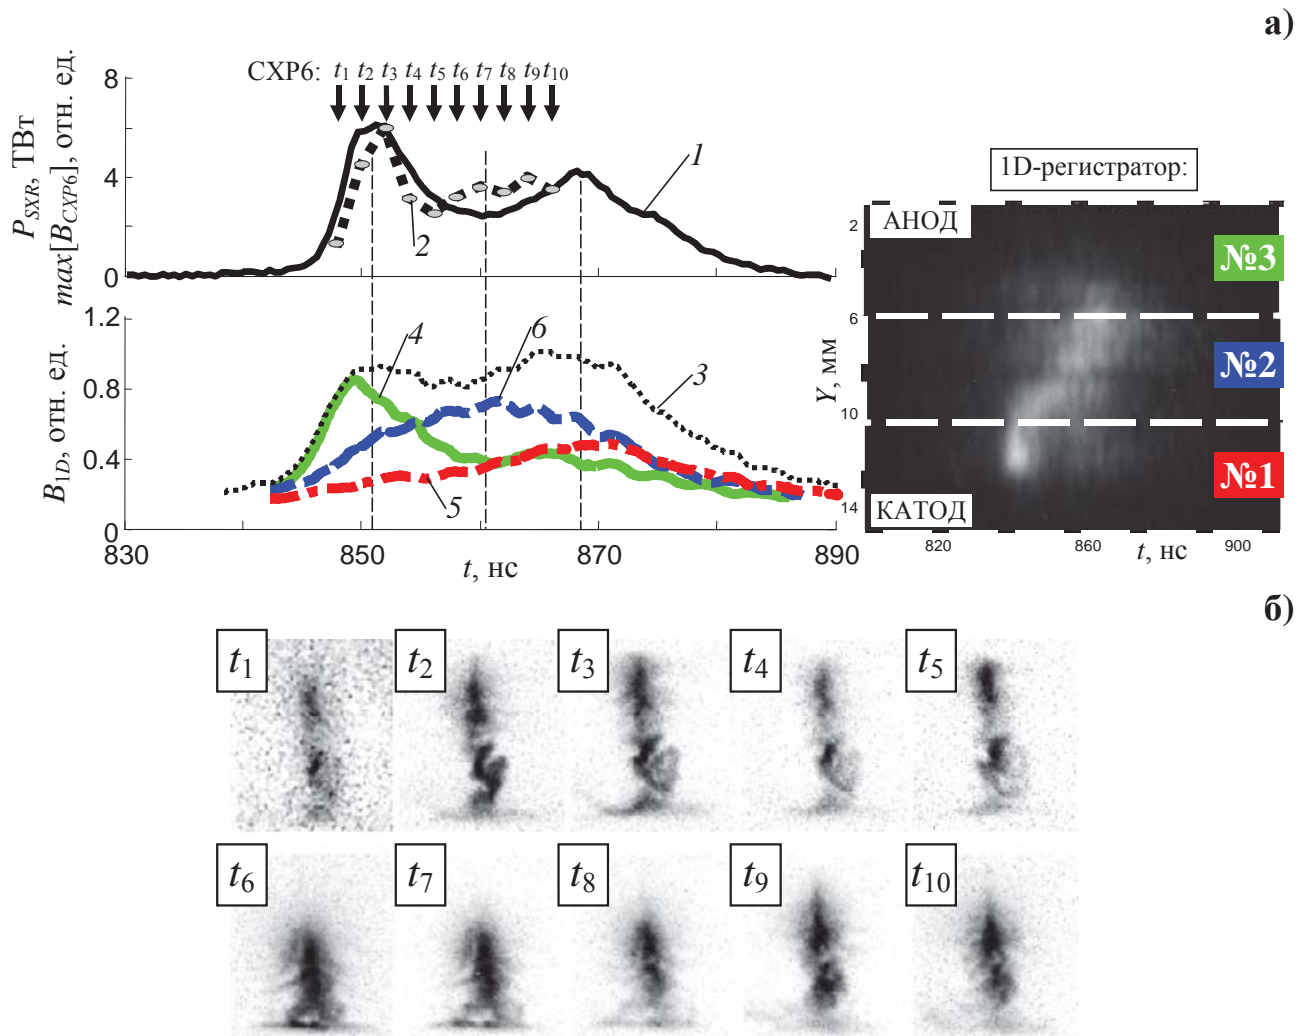 а)
СХР6: t1 t2 t3 t4 t5 t6 t7 t8 t9 t10
PSXR, ТВт
max[BCXP6], отн. ед.
8
6
4
2
0
1
2
B1D, отн. ед.
1.2
0.8
0.4
0
4
6
3
5
830 850 870 890
t, нс
1D-регистратор:
АНОД
№3
№2
№1
КАТОД
Y, мм
2
6
10
14
820 860 900
t, нс
б)
t1 t2 t3 t4 t5
t6 t7 t8 t9 t10